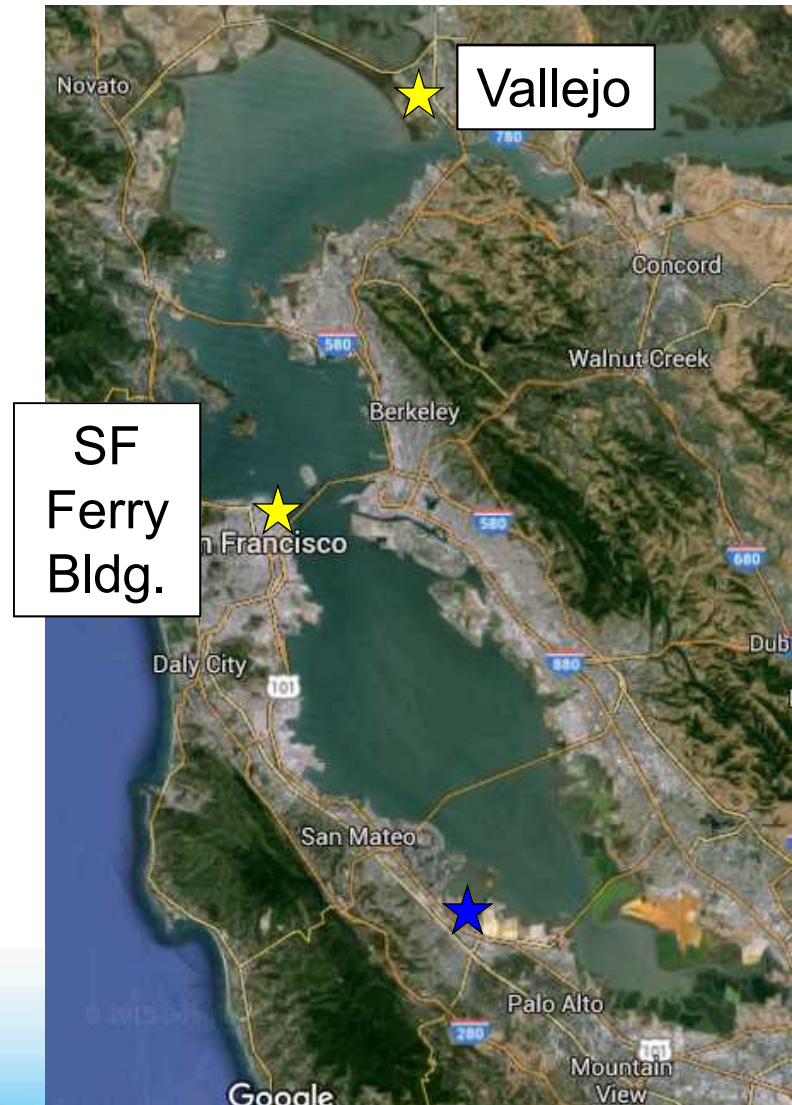 Vallejo
Novato
780
Concord
580
Walnut Creek
Berkeley
SF
Ferry
Bldg.
n Francisco
580
680
Dub
Daly City
880
101
San Mateo
Palo Alto
280
101
Mountain
View
Google